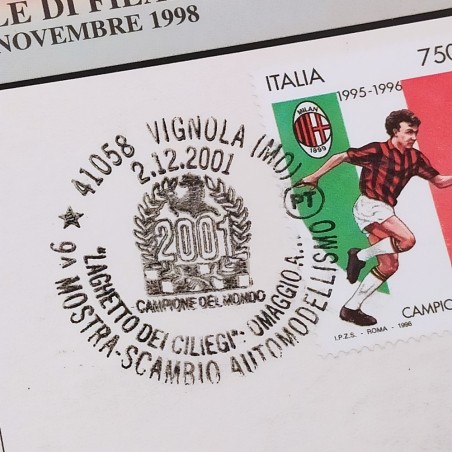 LE DI FILA
NOVEMBRE 1998
ITALIA
750
1995-1996
MILAN
1899
41058 VIGNOLA (MO)
2.12.2001
PT
2001
CAMPIONE DEL MONDO
"LAGHETTO DEI CILIEGI": OMAGGIO A...
9A MOSTRA-SCAMBIO AUTOMODELLISMO
CAMPIO
I.P.Z.S. - ROMA - 1996